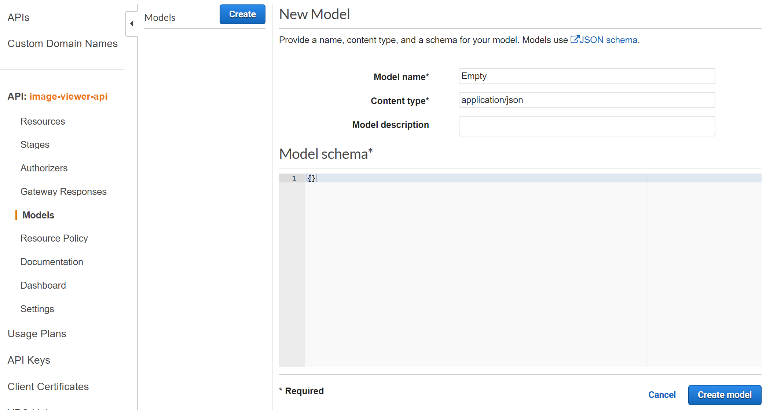 APIs
Custom Domain Names
API: image-viewer-api
Resources
Stages
Authorizers
Gateway Responses
Models
Resource Policy
Documentation
Dashboard
Settings
Usage Plans
API Keys
Client Certificates
Models
Create
New Model
Provide a name, content type, and a schema for your model. Models use JSON schema.
Model name* Empty
Content type* application/json
Model description
Model schema*
1 {}
* Required
Cancel Create model